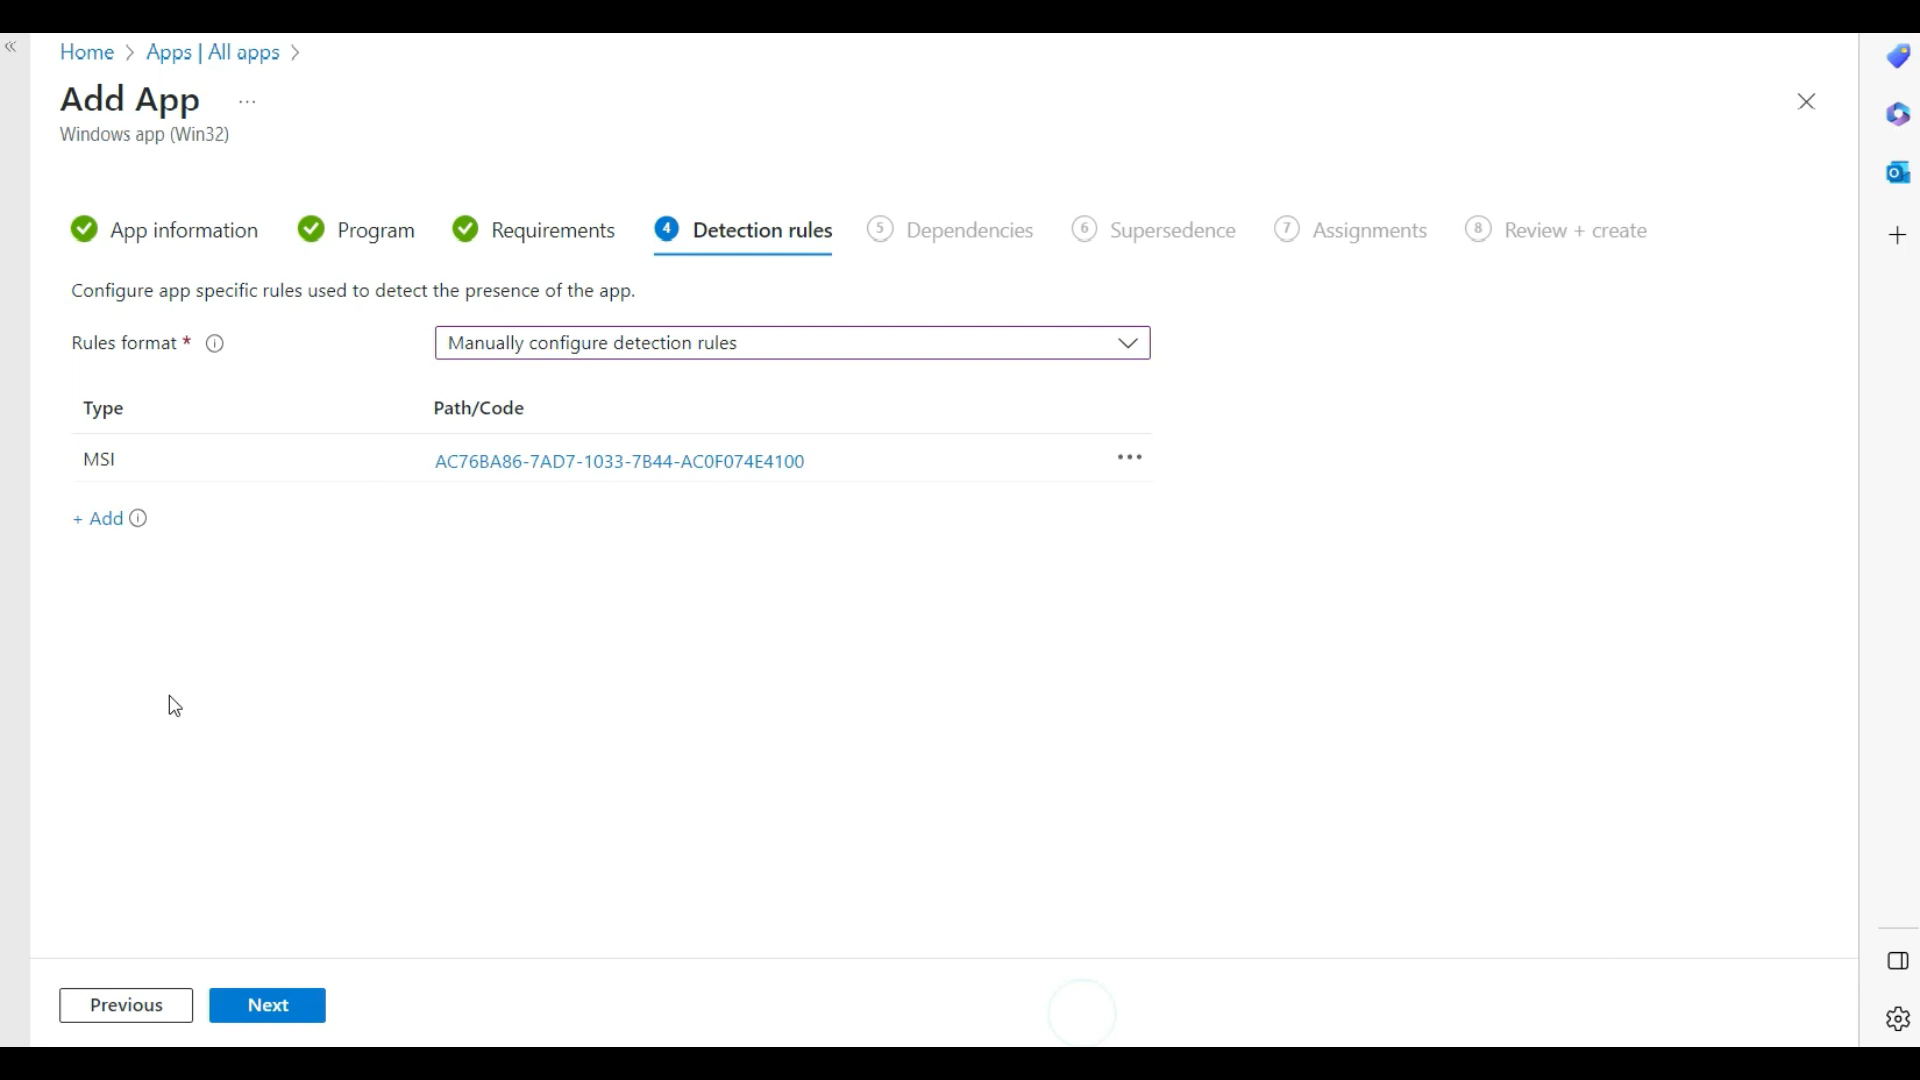 Home > Apps | All apps >
Add App ...
Windows app (Win32)
App information Program Requirements 4 Detection rules 5 Dependencies 6 Supersedence 7 Assignments 8 Review + create
Configure app specific rules used to detect the presence of the app.
Rules format * Manually configure detection rules
Type Path/Code
MSI AC76BA86-7AD7-1033-7B44-AC0F074E4100
+ Add
Previous Next